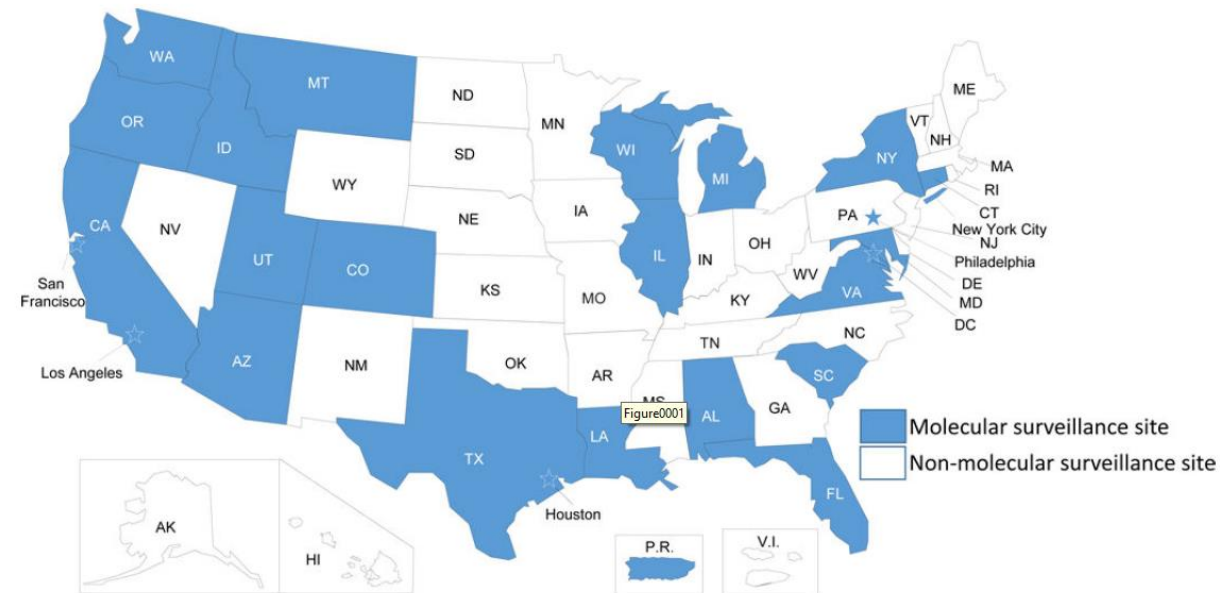 WA
MT
ND
MN
ME
VT
NH
OR
ID
SD
WI
NY
MA
MI
RI
WY
CT
NE
IA
PA
New York City
NJ
CA
NV
OH
Philadelphia
UT
CO
IL
IN
WV
DE
San
Francisco
KS
MO
KY
VA
MD
DC
Los Angeles
AZ
NM
OK
TN
NC
AR
SC
MS
Figure0001
AL
GA
LA
TX
Molecular surveillance site
Non-molecular surveillance site
FL
Houston
AK
HI
P.R.
V.I.